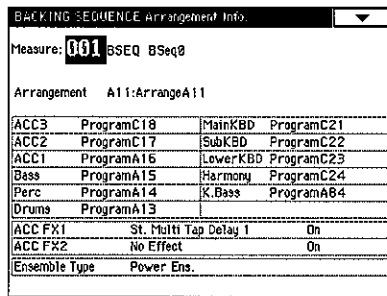 BACKING SEQUENCE Arrangement Info.
Measure: 001 BSEQ BSeq0
Arrangement A11:ArrangeA11
ACC3 ProgramC18 MainKBD ProgramC21
ACC2 ProgramC17 SubKBD ProgramC22
ACC1 ProgramA16 LowerKBD ProgramC23
Bass ProgramA15 Harmony ProgramC24
Perc ProgramA14 K.Bass ProgramA84
Drums ProgramA13
ACC FX1 St. Multi Tap Delay 1 On
ACC FX2 No Effect On
Ensemble Type Power Ens.